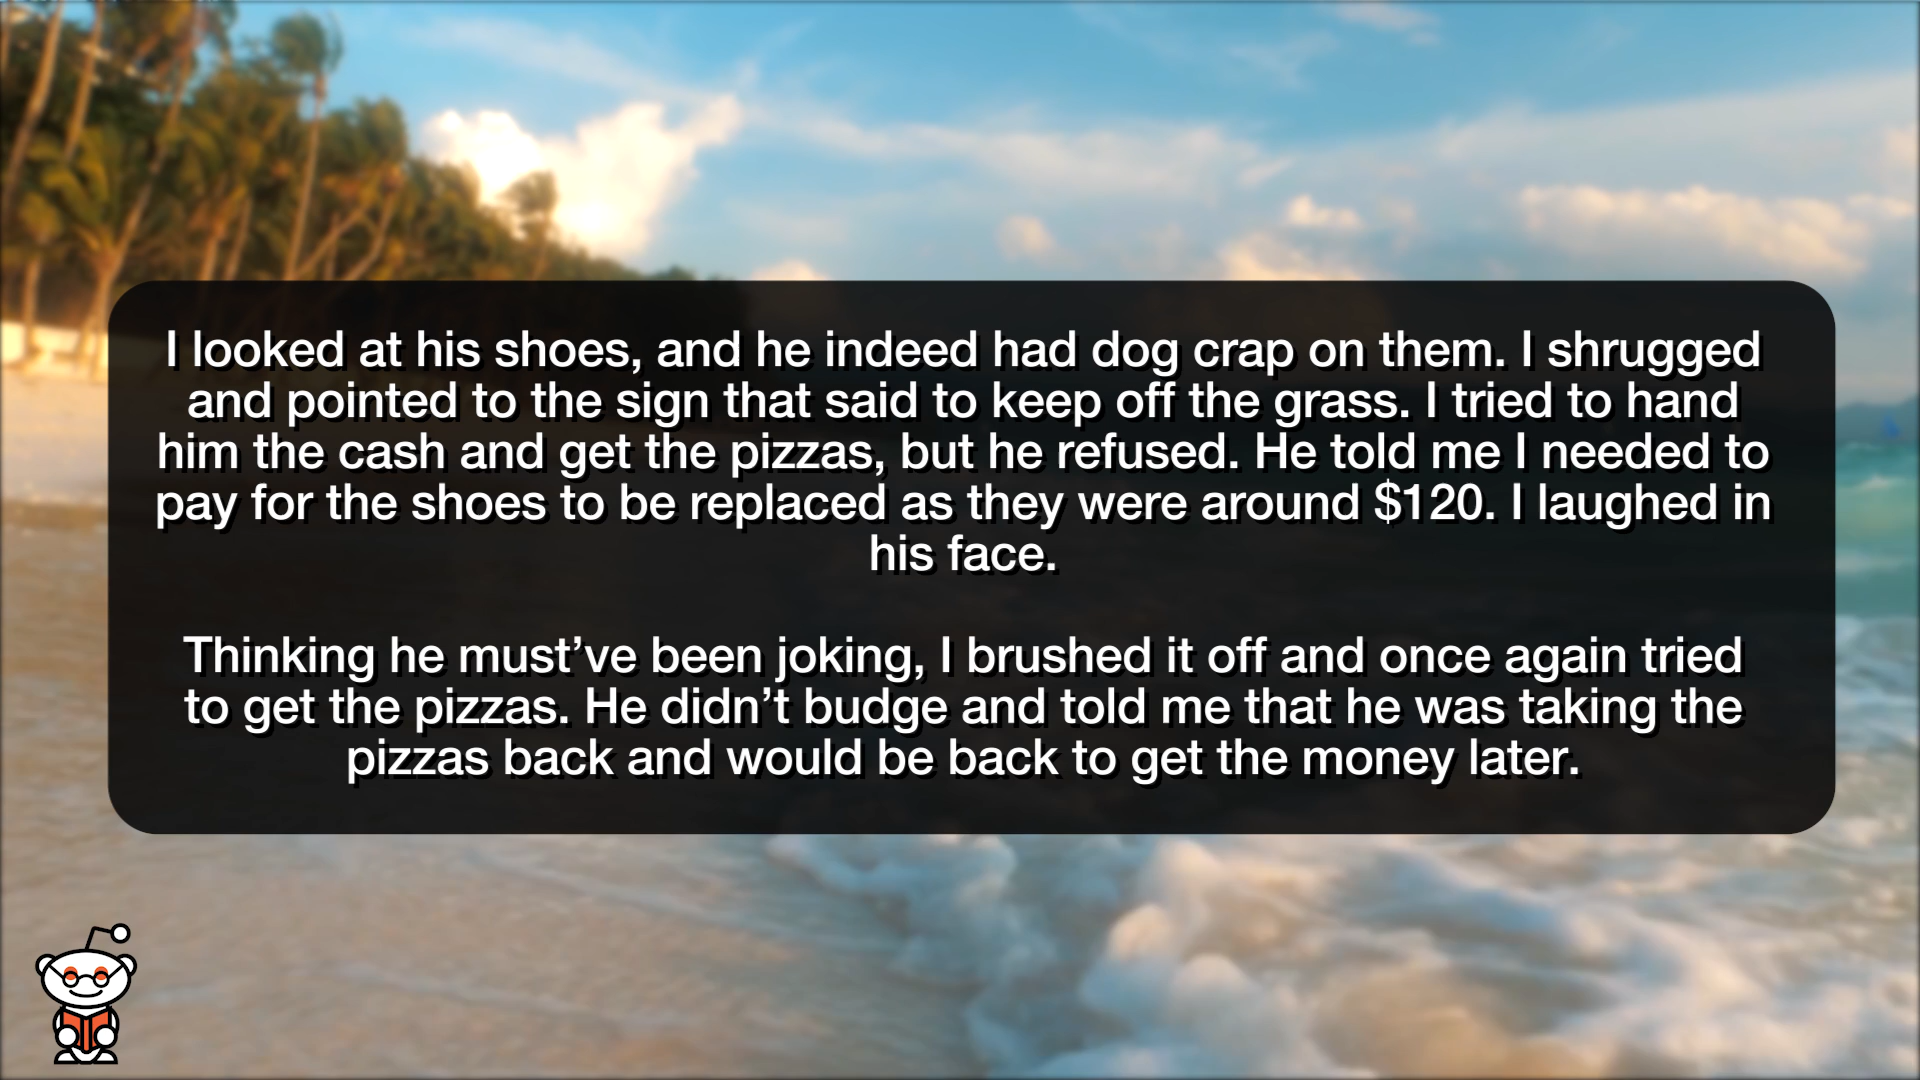 I looked at his shoes, and he indeed had dog crap on them. I shrugged
and pointed to the sign that said to keep off the grass. I tried to hand
him the cash and get the pizzas, but he refused. He told me I needed to
pay for the shoes to be replaced as they were around $120. I laughed in
his face.
Thinking he must’ve been joking, I brushed it off and once again tried
to get the pizzas. He didn’t budge and told me that he was taking the
pizzas back and would be back to get the money later.